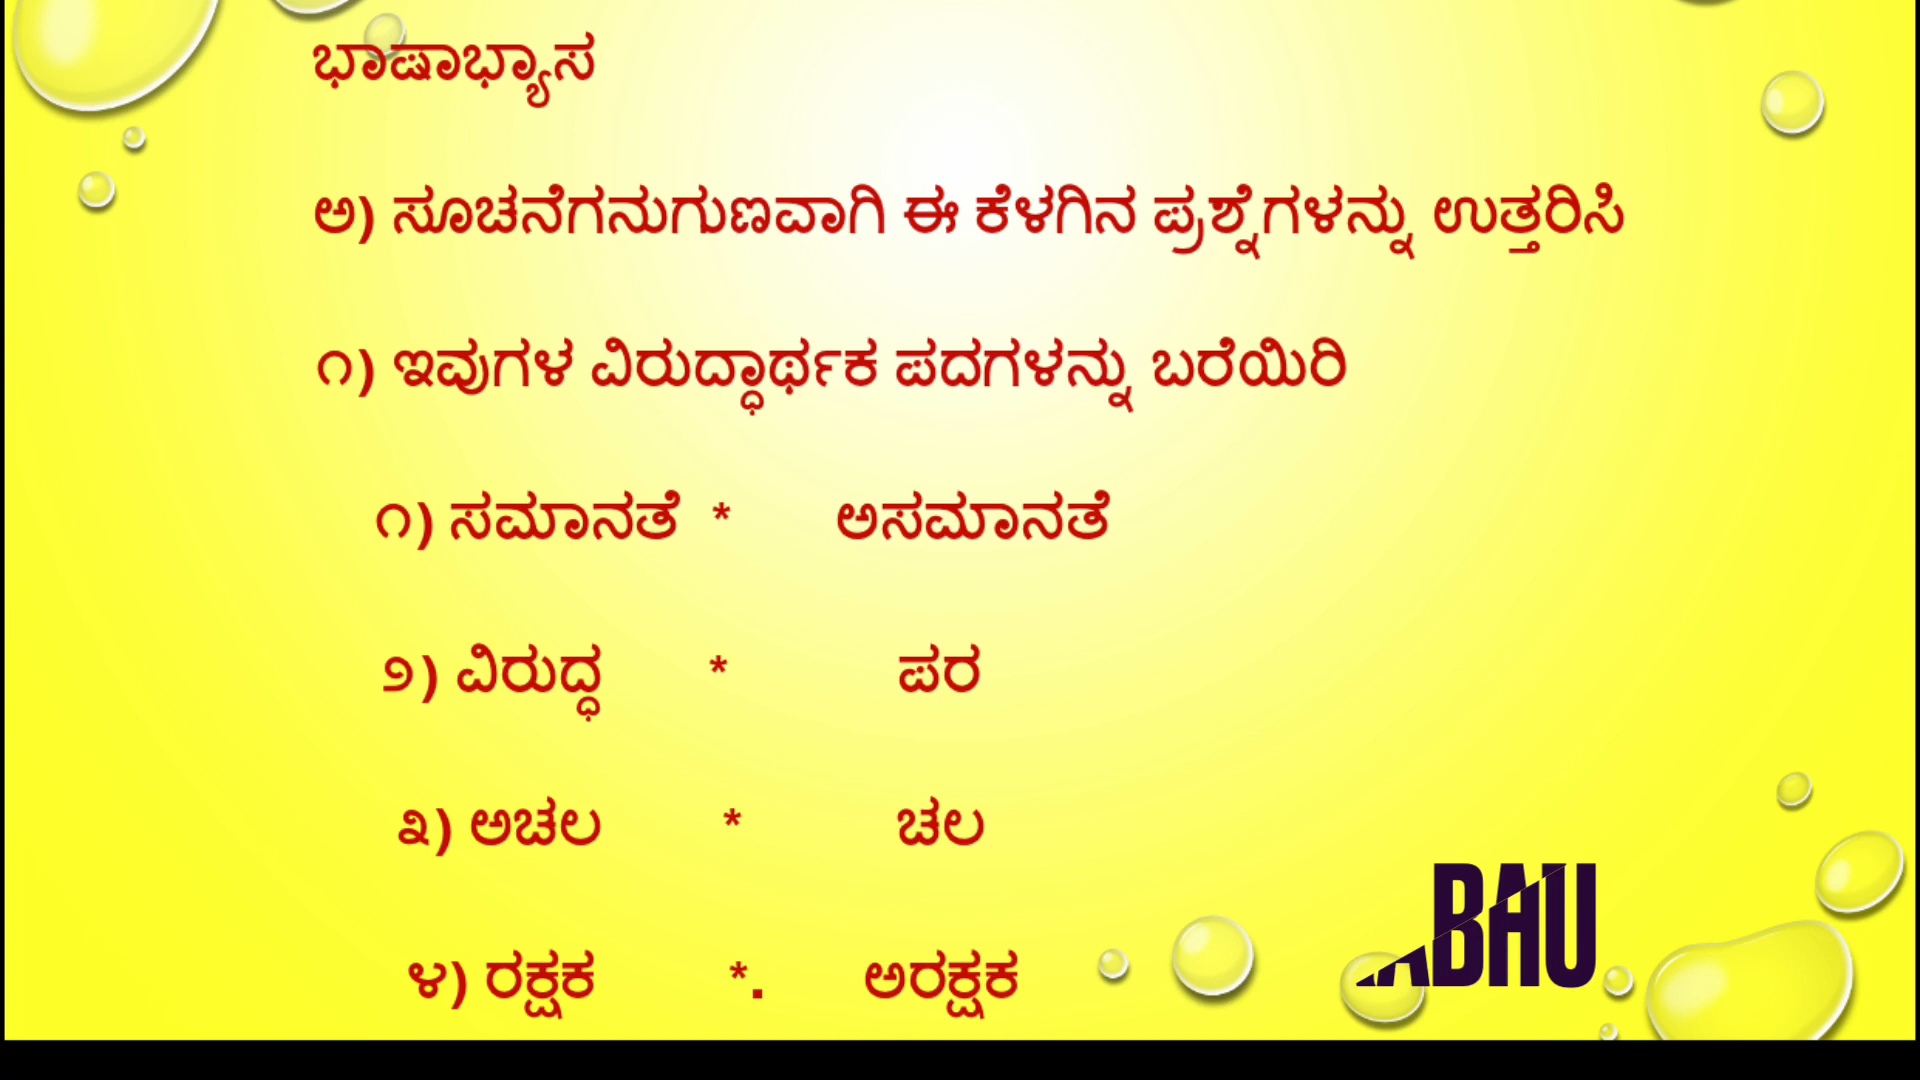 ಭಾಷಾಭ್ಯಾಸ
ಅ) ಸೂಚನೆಗನುಗುಣವಾಗಿ ಈ ಕೆಳಗಿನ ಪ್ರಶ್ನೆಗಳನ್ನು ಉತ್ತರಿಸಿ
೧) ಇವುಗಳ ವಿರುದ್ಧಾರ್ಥಕ ಪದಗಳನ್ನು ಬರೆಯಿರಿ
೧) ಸಮಾನತೆ * ಅಸಮಾನತೆ
೨) ವಿರುದ್ಧ * ಪರ
೩) ಅಚಲ * ಚಲ
೪) ರಕ್ಷಕ *. ಅರಕ್ಷಕ
BAU